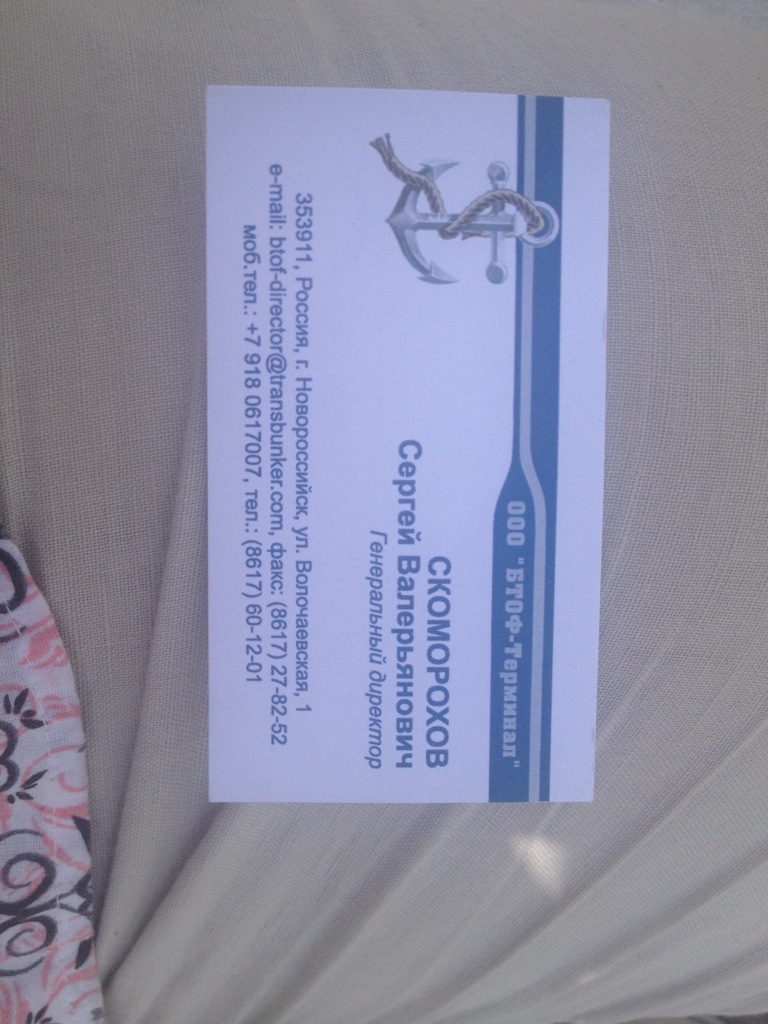 ООО "БТОФ-Терминал"
СКОМОРОХОВ
Сергей Валерьянович
Генеральный директор
353911, Россия, г. Новороссийск, ул. Волочаевская, 1
e-mail: btof-director@transbunker.com, факс: (8617) 27-82-52
моб.тел.: +7 918 0617007, тел.: (8617) 60-12-01